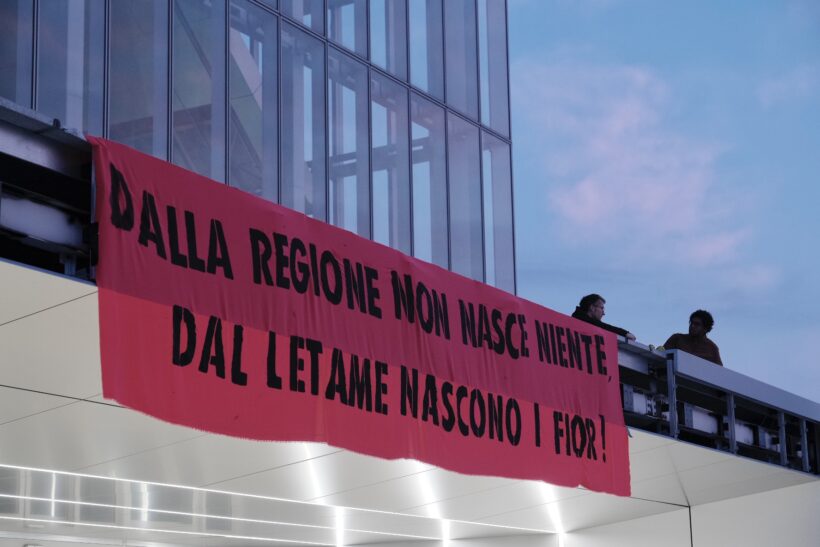 DALLA REGIONE NON NASCE NIENTE,
DAL LETAME NASCONO I FIOR!